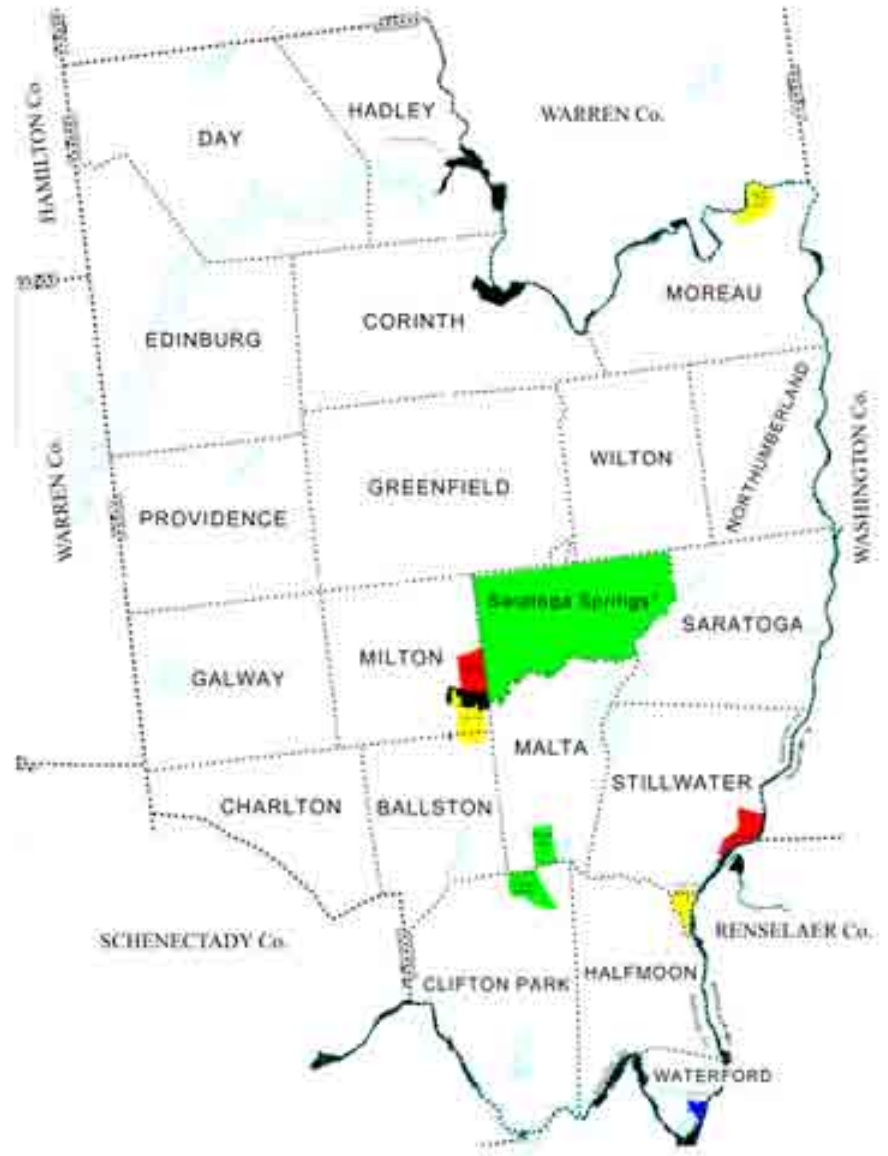 HADLEY
WARREN Co.
DAY
HAMILTON Co.
MOREAU
CORINTH
EDINBURG
NORTHUMBERLAND
WILTON
GREENFIELD
WASHINGTON Co.
WARREN Co.
PROVIDENCE
Saratoga Springs
SARATOGA
MILTON
GALWAY
MALTA
STILLWATER
CHARLTON
BALLSTON
RENSELAER Co.
SCHENECTADY Co.
HALFMOON
CLIFTON PARK
WATERFORD